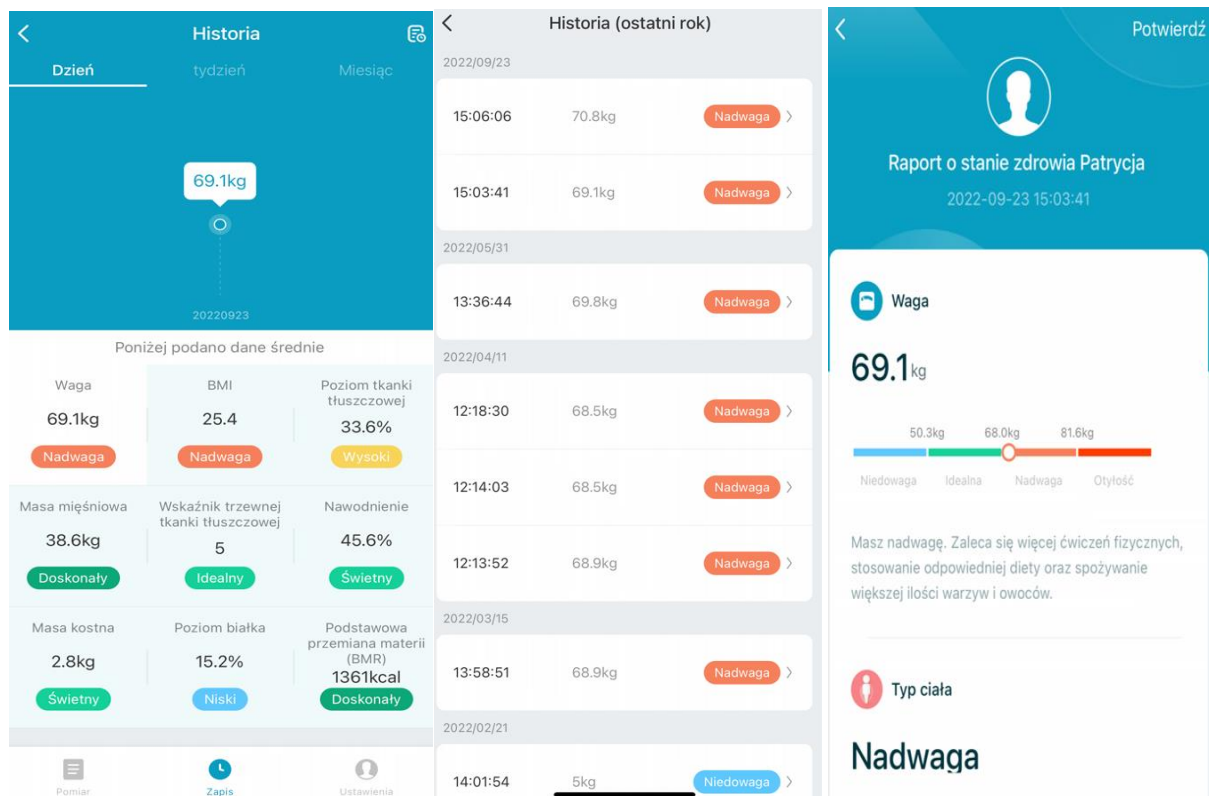 Historia
Dzień tydzień Miesiąc
69.1kg
20220923
Poniżej podano dane średnie
Waga BMI Poziom tkanki
tłuszczowej
69.1kg 25.4 33.6%
Nadwaga Nadwaga Wysoki
Masa mięśniowa Wskaźnik trzewnej Nawodnienie
tkanki tłuszczowej
38.6kg 5 45.6%
Doskonały Idealny Świetny
Masa kostna Poziom białka Podstawowa
przemiana materii
(BMR)
2.8kg 15.2% 1361kcal
Świetny Niski Doskonały
Pomiar Zapis Ustawienia
Historia (ostatni rok)
2022/09/23
15:06:06 70.8kg Nadwaga
15:03:41 69.1kg Nadwaga
2022/05/31
13:36:44 69.8kg Nadwaga
2022/04/11
12:18:30 68.5kg Nadwaga
12:14:03 68.5kg Nadwaga
12:13:52 68.9kg Nadwaga
2022/03/15
13:58:51 68.9kg Nadwaga
2022/02/21
14:01:54 5kg Niedowaga
Potwierdź
Raport o stanie zdrowia Patrycja
2022-09-23 15:03:41
Waga
69.1kg
50.3kg 68.0kg 81.6kg
Niedowaga Idealna Nadwaga Otyłość
Masz nadwagę. Zaleca się więcej ćwiczeń fizycznych,
stosowanie odpowiedniej diety oraz spożywanie
większej ilości warzyw i owoców.
Typ ciała
Nadwaga